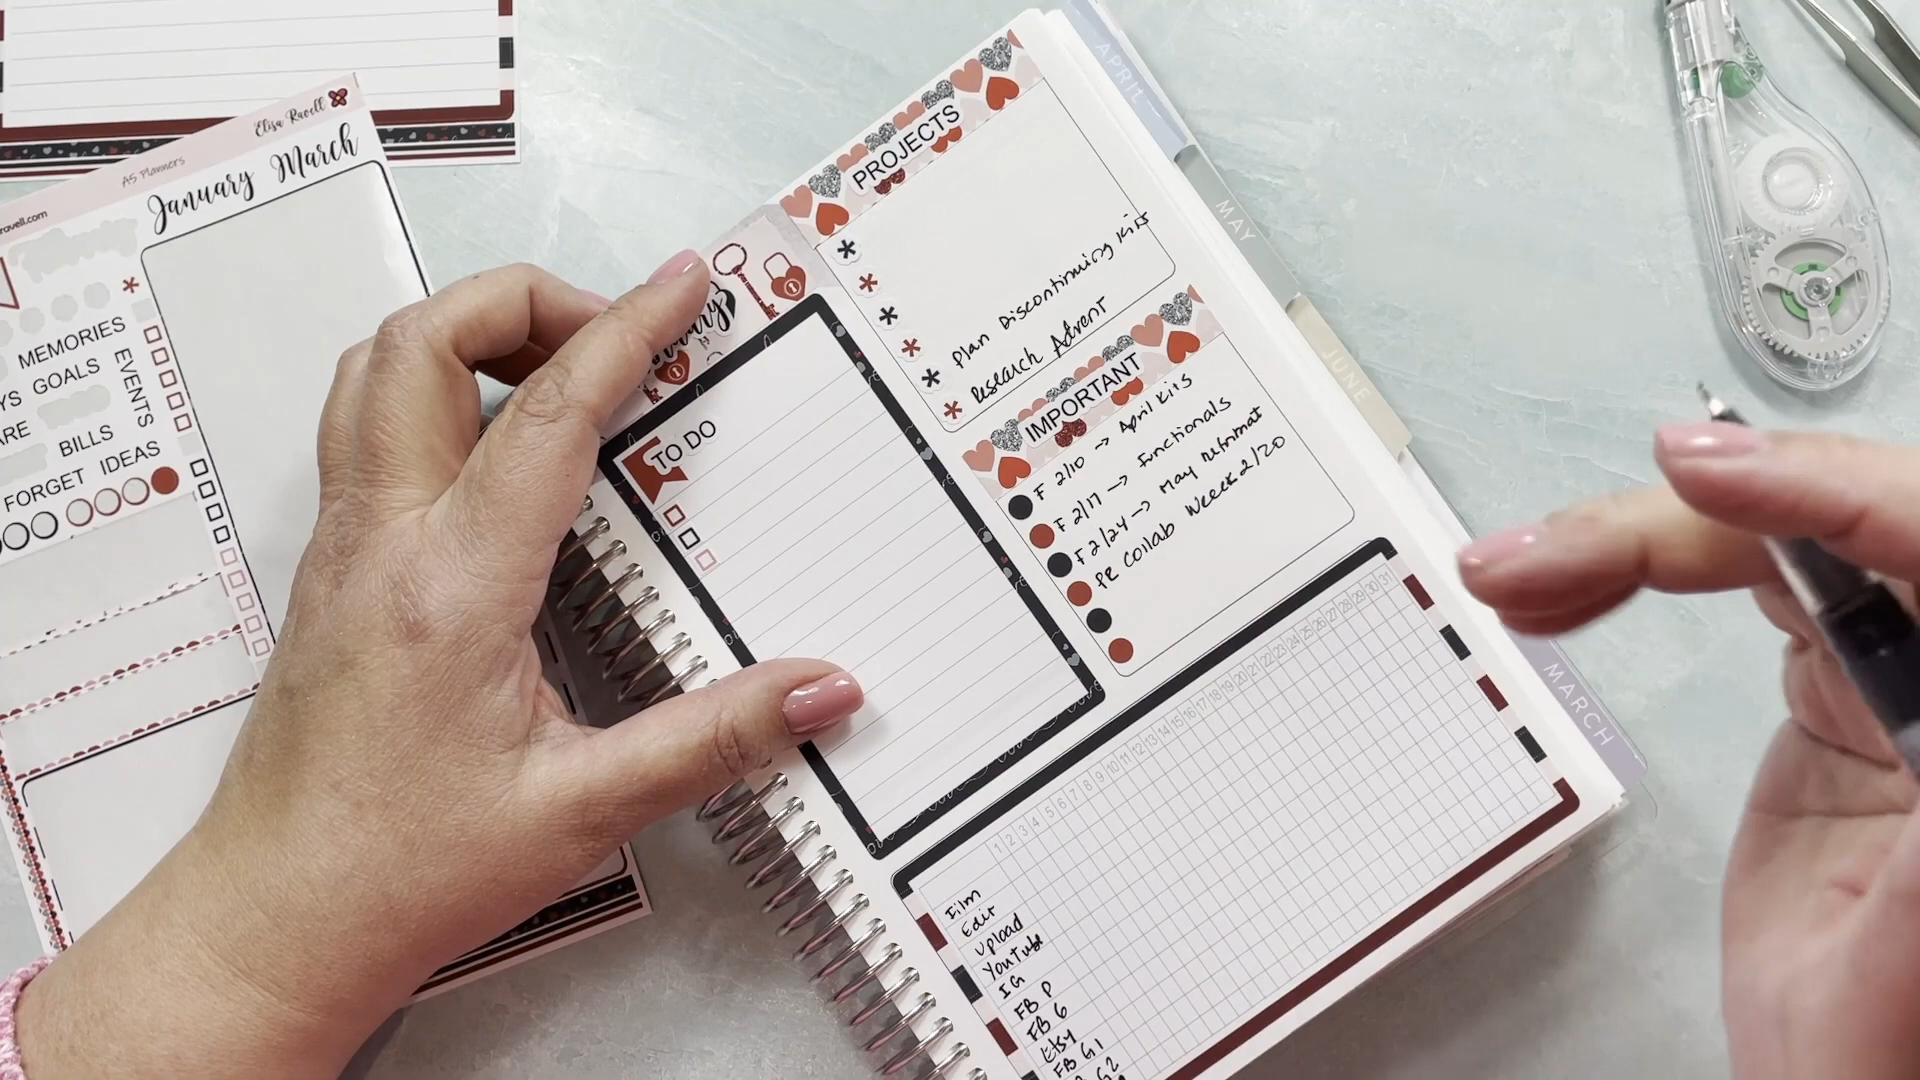 Elisa Ravell
A5 Planners
January March
ravell.com
MEMORIES
GOALS
EVENTS
BILLS
FORGET IDEAS
PROJECTS
Plan Discontinuing Kits
Research Advent
IMPORTANT
F 2/10 → April Kits
F 2/17 → Functionals
F 2/24 → May
PR Collab Week 2/20
TO DO
1 2 3 4 5 6 7 8 9 10 11 12 13 14 15 16 17 18 19 20 21 22 23 24 25 26 27 28 29 30 31
Film
Edit
Upload
YouTube
IG
FB P
FB G
Etsy
FB G1
G2
APRIL
MAY
JUNE
MARCH